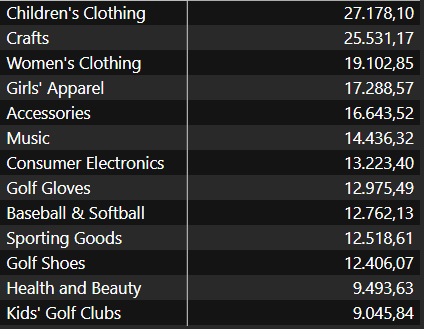 Children's Clothing 27.178,10
Crafts 25.531,17
Women's Clothing 19.102,85
Girls' Apparel 17.288,57
Accessories 16.643,52
Music 14.436,32
Consumer Electronics 13.223,40
Golf Gloves 12.975,49
Baseball & Softball 12.762,13
Sporting Goods 12.518,61
Golf Shoes 12.406,07
Health and Beauty 9.493,63
Kids' Golf Clubs 9.045,84